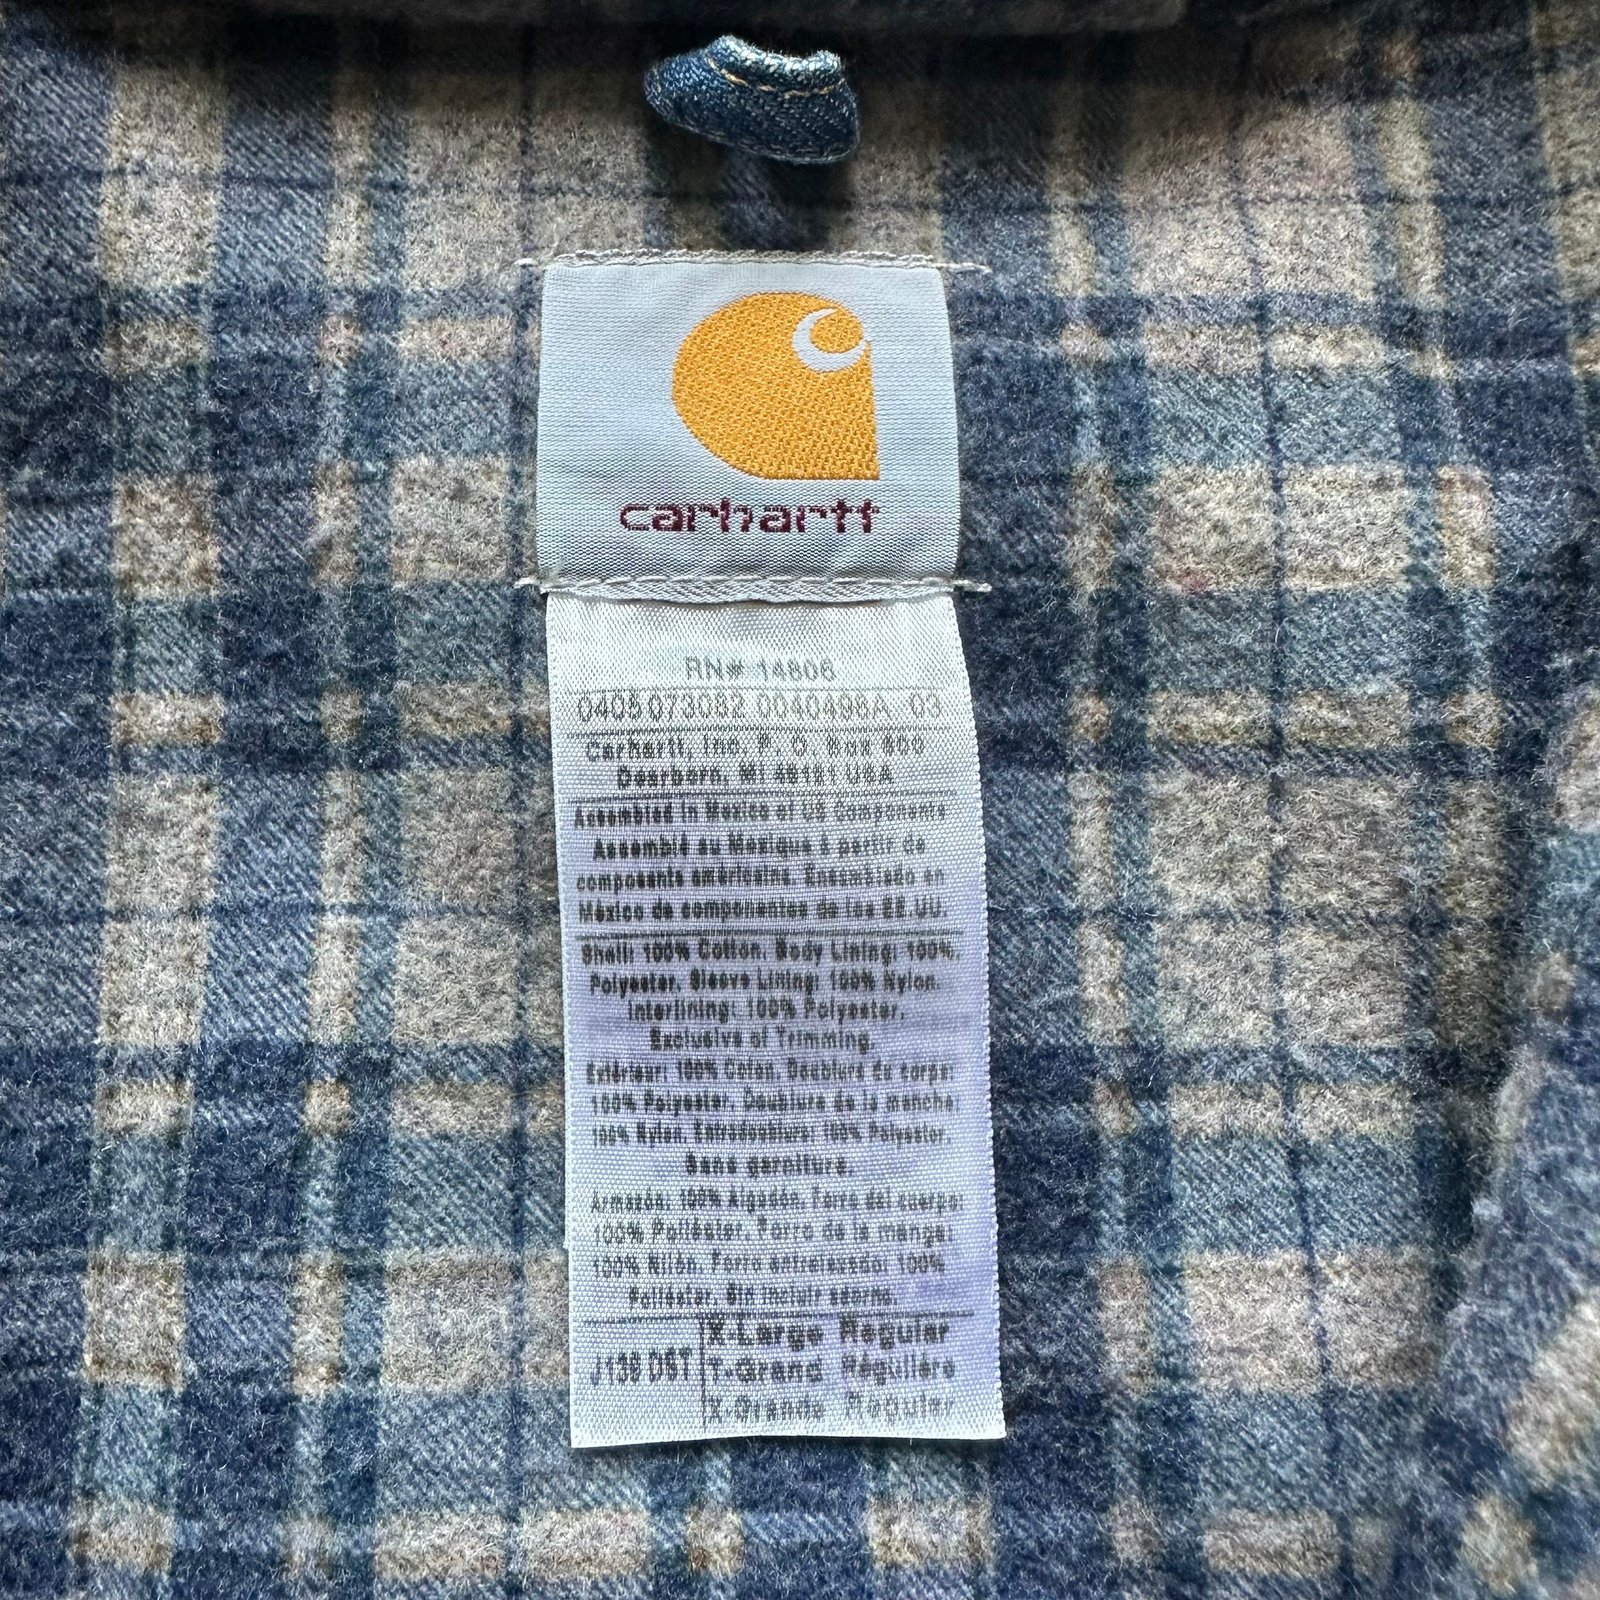 carhartt
RN# 14806
0405 073082 0040496A 03
Carhartt, Inc. P. O. Box 600
Dearborn, MI 48121 USA
Assembled in Mexico of US Components
Assemblé au Mexique à partir de
composants américains. Ensamblado en
México de componentes de los EE.UU.
Shell: 100% Cotton. Body Lining: 100%.
Polyester. Sleeve Lining: 100% Nylon.
Interlining: 100% Polyester.
Exclusive of Trimming.
Extérieur: 100% Coton. Doublure du corps:
100% Polyester. Doublure de la manche:
100% Nylon. Entredoublure: 100% Polyester.
Sans garniture.
Armazón: 100% Algodón. Forro del cuerpo:
100% Poliéster. Forro de la manga:
100% Nilón. Forro entrelavado: 100%
Poliéster. Sin incluir adorno.
X-Large Regular
J139 DST T-Grand Régulière
X-Grande Regular